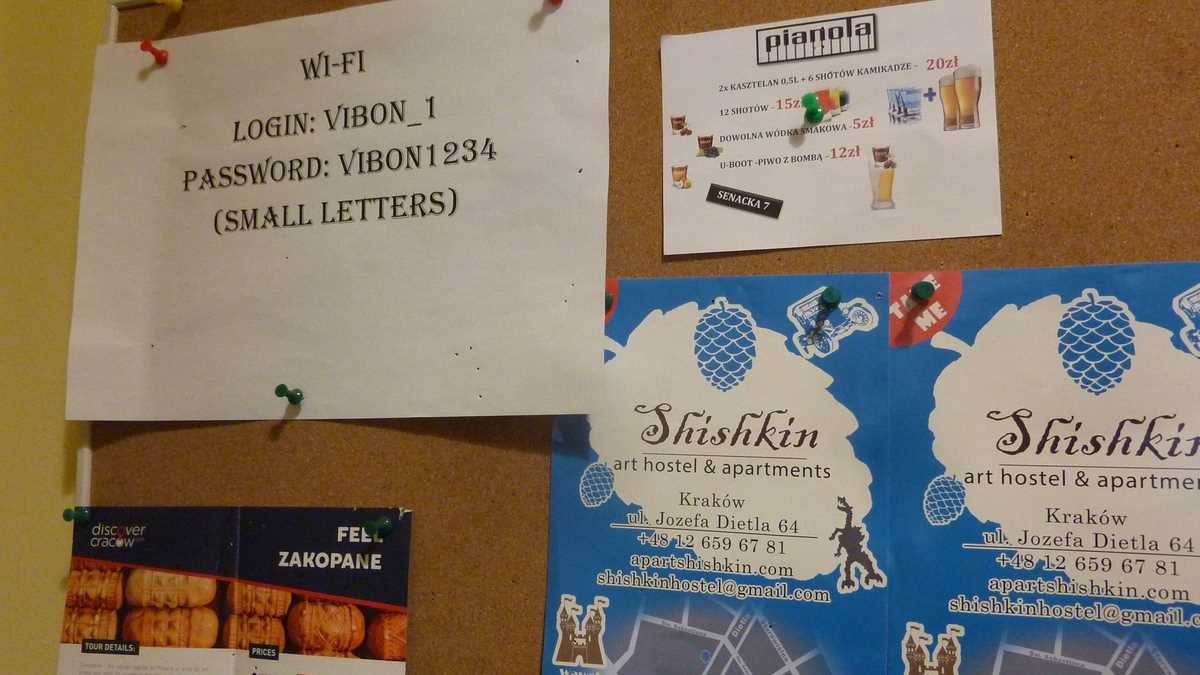 WI-FI
LOGIN: VIBON_1
PASSWORD: VIBON1234
(SMALL LETTERS)
pianola
2x KASZTELAN 0,5L + 6 SHOTÓW KAMIKADZE - 20zł
12 SHOTÓW - 15zł
DOWOLNA WÓDKA SMAKOWA - 5zł
U-BOOT - PIWO Z BOMBĄ - 12zł
SENACKA 7
Shishkin
art hostel & apartments
Kraków
ul. Jozefa Dietla 64
+48 12 659 67 81
apartshishkin.com
shishkinhostel@gmail.com
Dietla
TAKE
ME
Shishkin
art hostel & apartmen
Kraków
ul. Jozefa Dietla 64
+48 12 659 67 81
apartshishkin.com
shishkinhostel@gmail.co
Dietla
discover
cracow.com
FEEL
ZAKOPANE
TOUR DETAILS:
PRICES